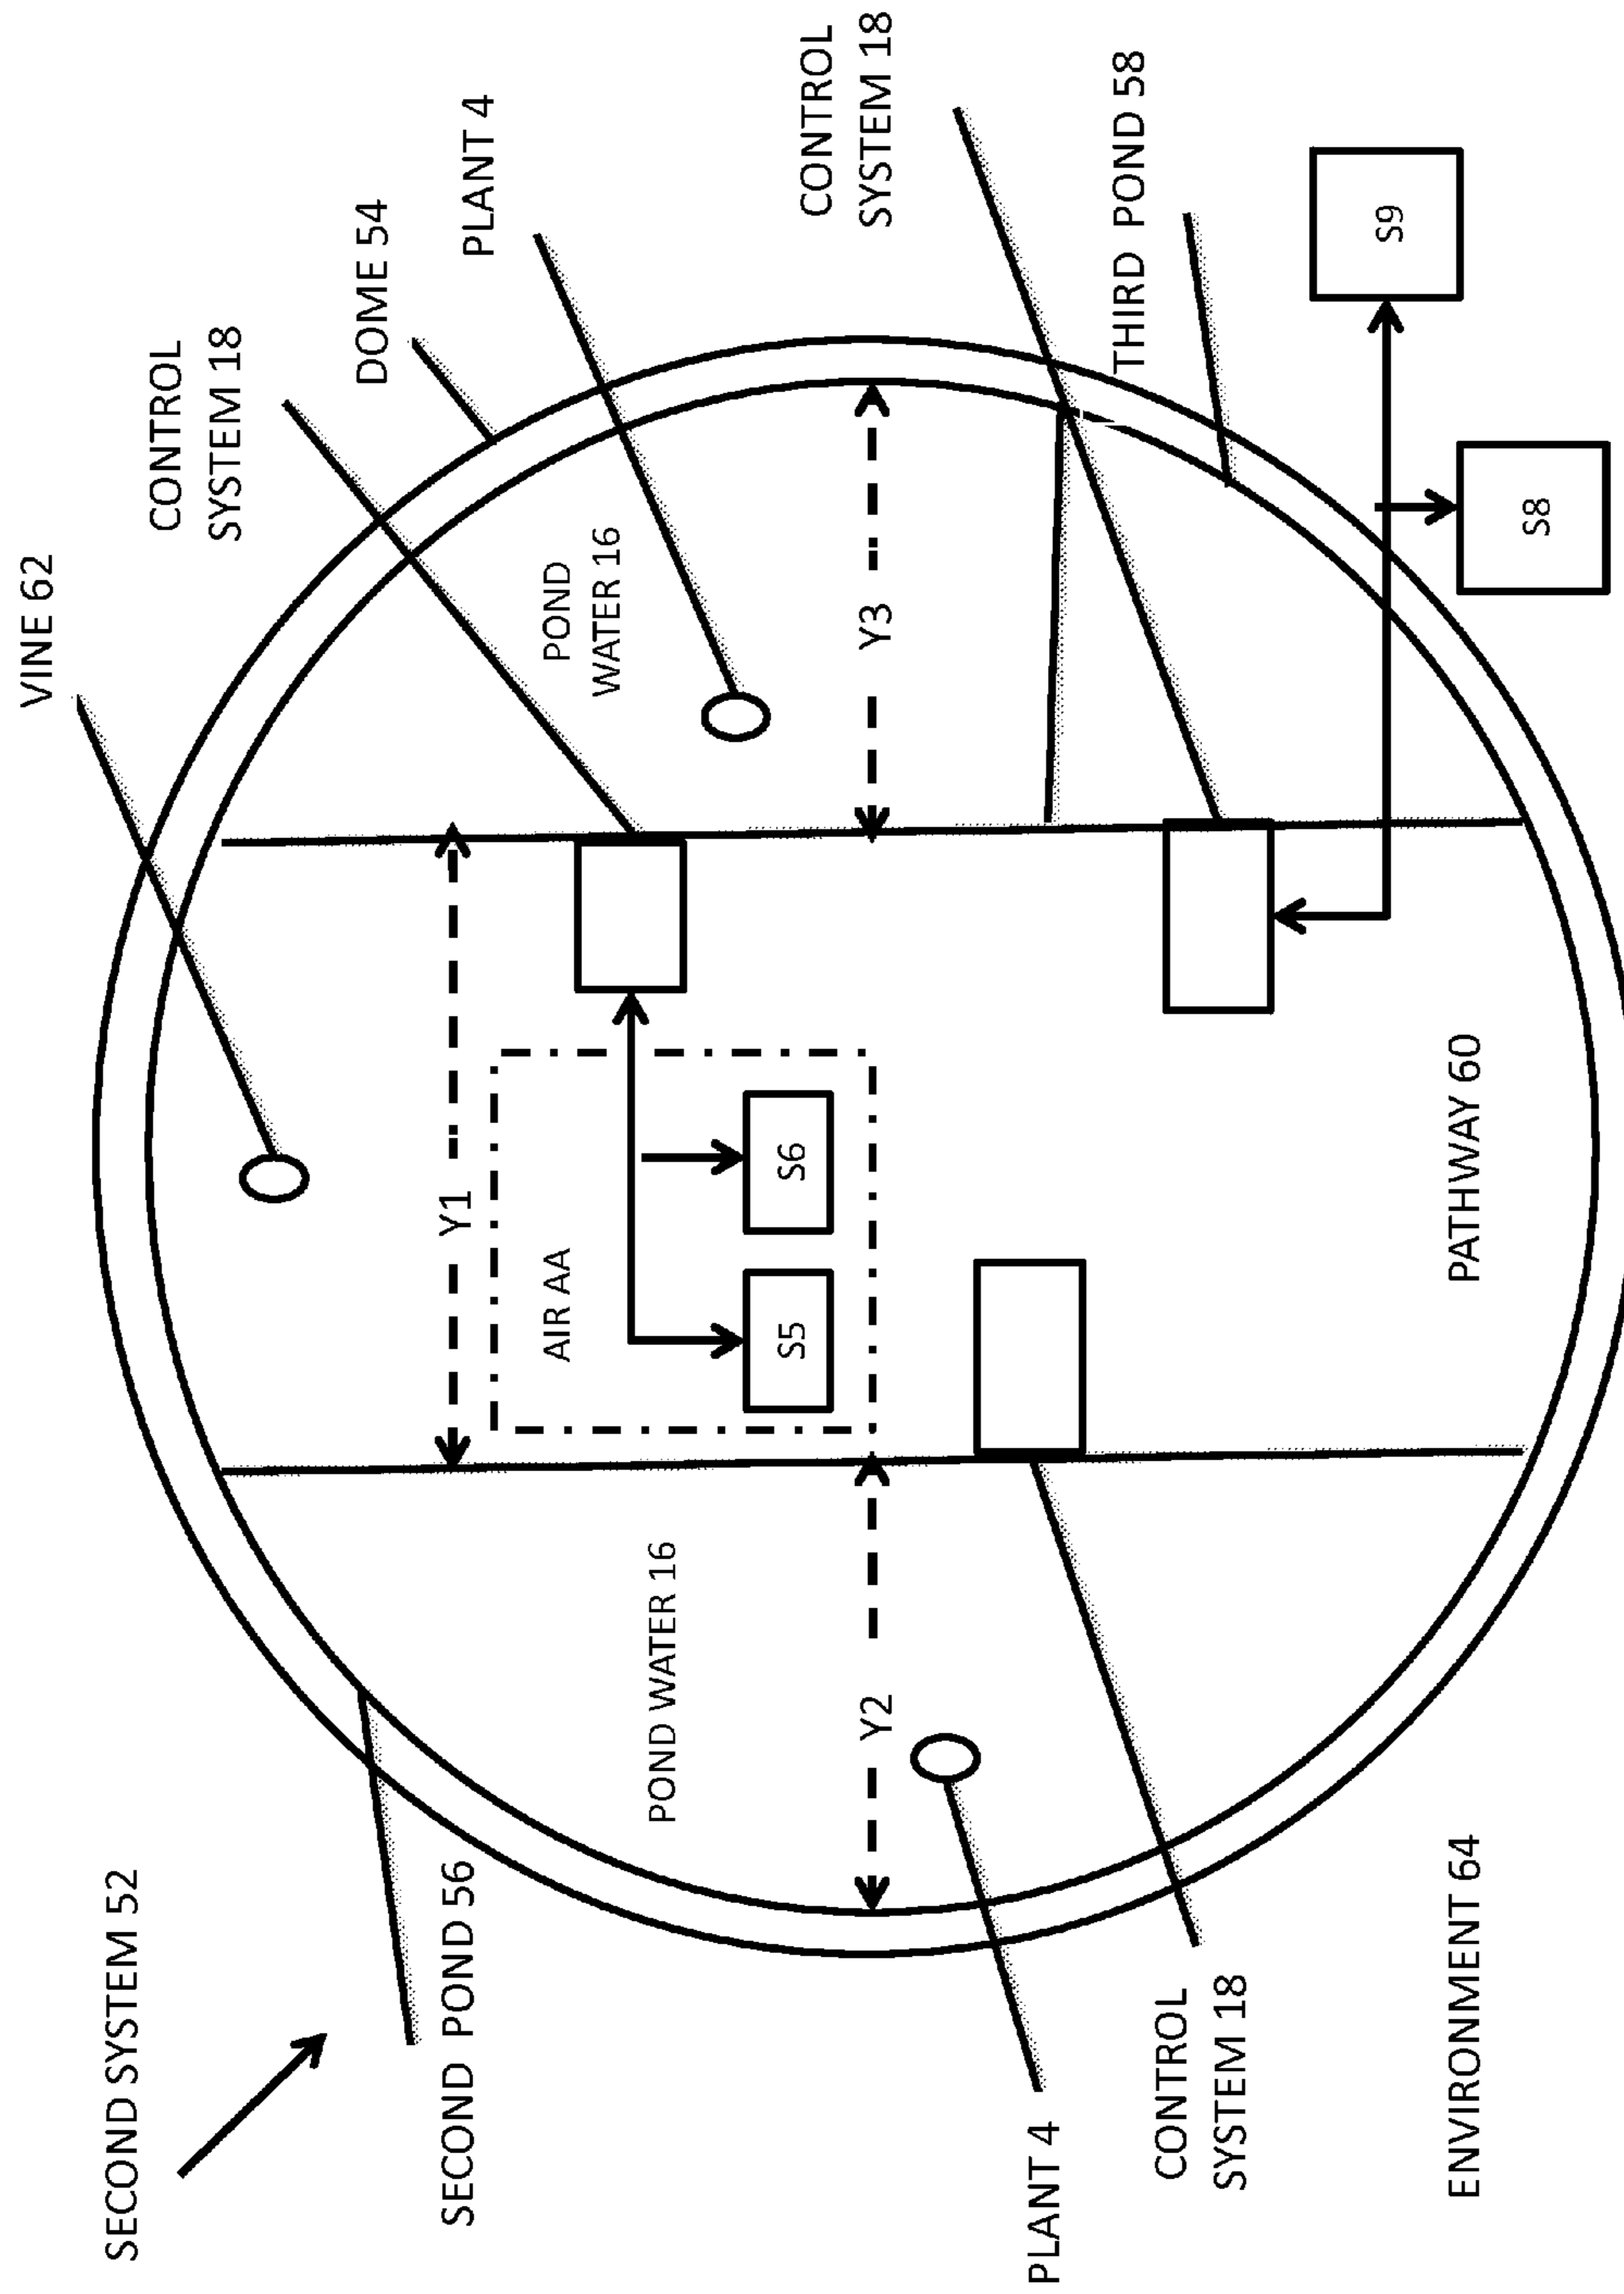 SECOND SYSTEM 52
VINE 62
CONTROL
SYSTEM 18
DOME 54
PLANT 4
SECOND POND 56
Y1
AIR AA
POND
WATER 16
POND WATER 16
S5
S6
CONTROL
SYSTEM 18
Y2
Y3
PLANT 4
THIRD POND 58
CONTROL
SYSTEM 18
S9
PATHWAY 60
ENVIRONMENT 64
S8